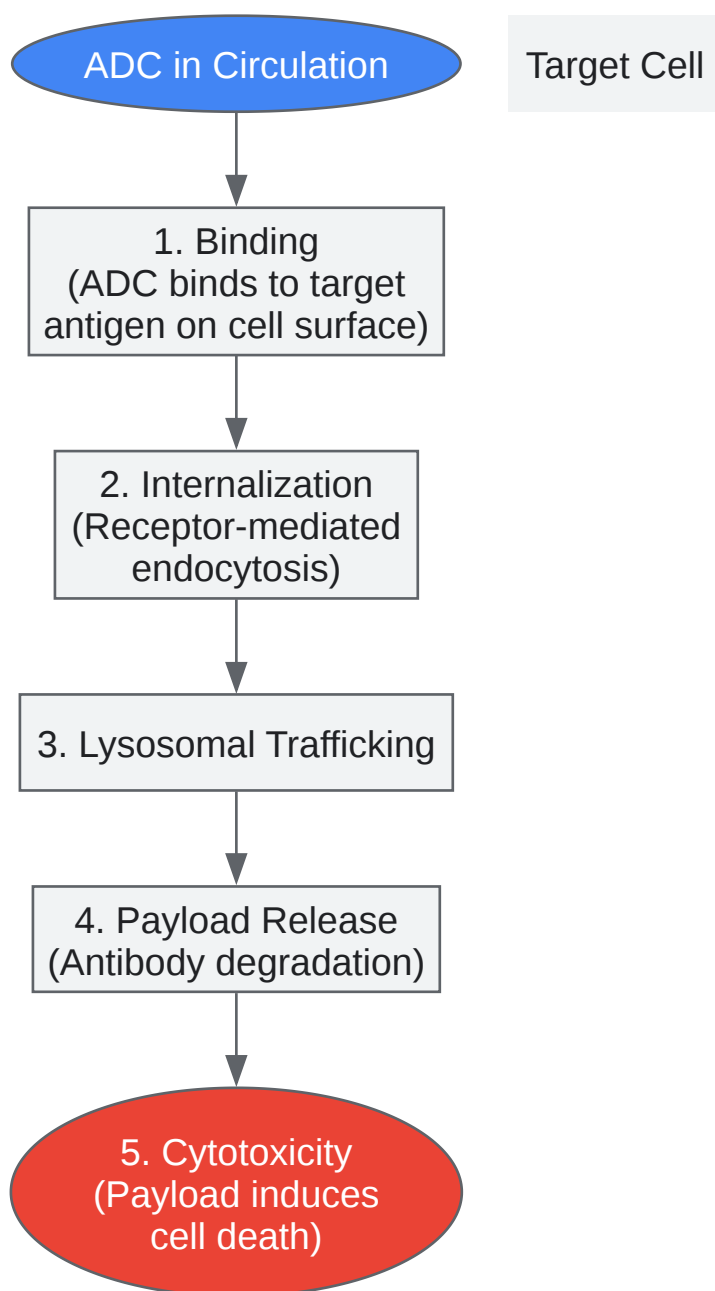 ADC in Circulation
Target Cell
1. Binding
(ADC binds to target
antigen on cell surface)
2. Internalization
(Receptor-mediated
endocytosis)
3. Lysosomal Trafficking
4. Payload Release
(Antibody degradation)
5. Cytotoxicity
(Payload induces
cell death)